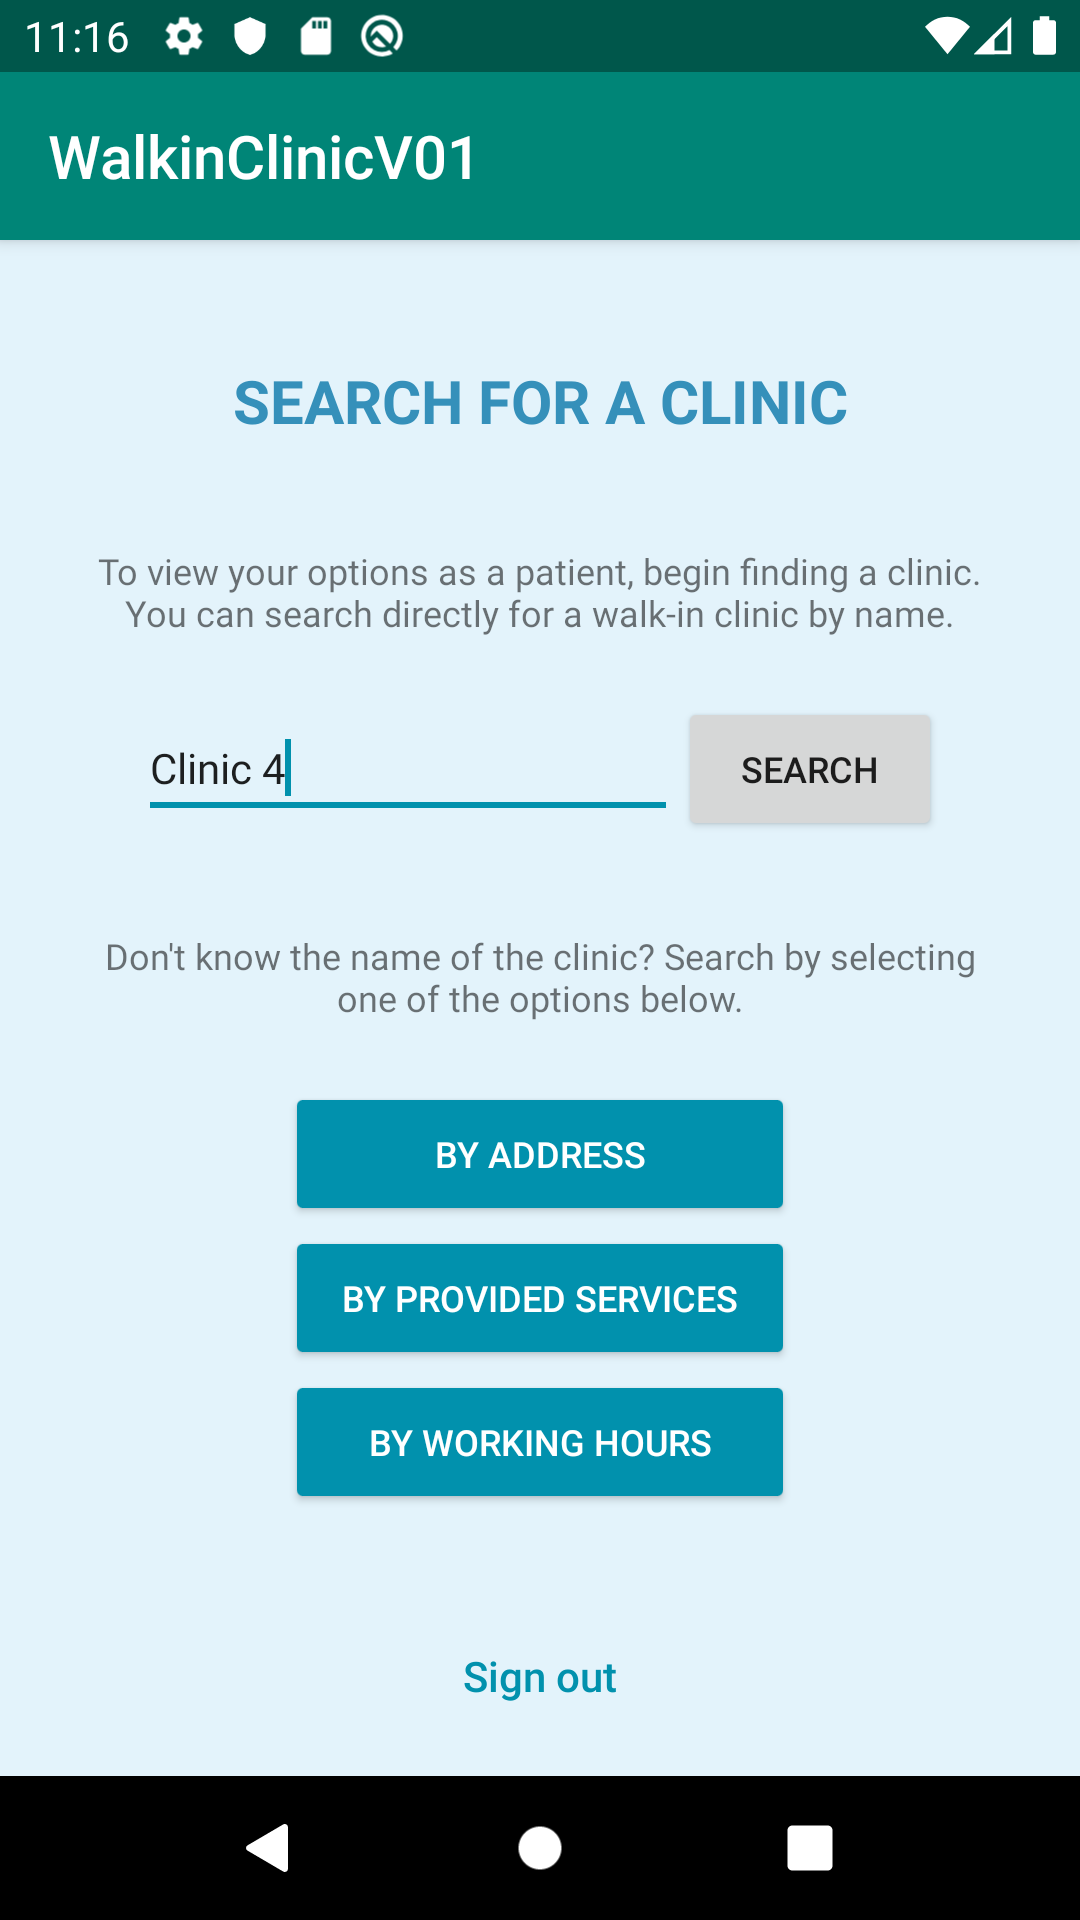 11:16
WalkinClinicV01
SEARCH FOR A CLINIC
To view your options as a patient, begin finding a clinic.
You can search directly for a walk-in clinic by name.
Clinic 4
SEARCH
Don't know the name of the clinic? Search by selecting
one of the options below.
BY ADDRESS
BY PROVIDED SERVICES
BY WORKING HOURS
Sign out